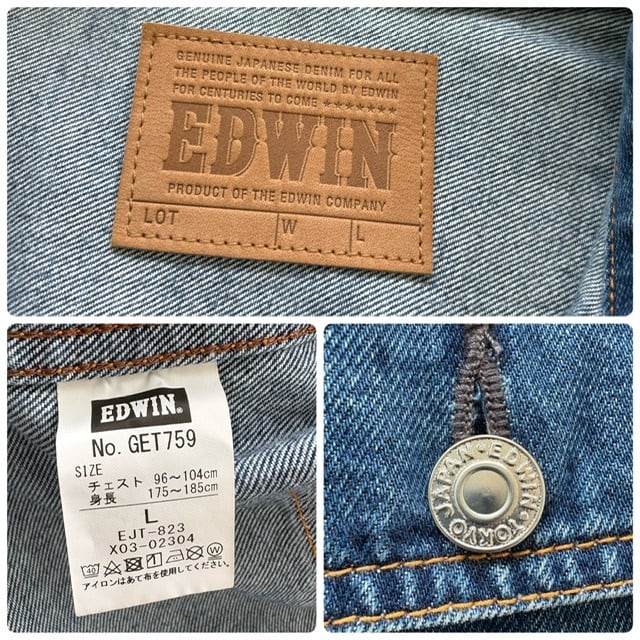 GENUINE JAPANESE DENIM FOR ALL
THE PEOPLE OF THE WORLD BY EDWIN
FOR CENTURIES TO COME ★★★★★★★
EDWIN
PRODUCT OF THE EDWIN COMPANY
LOT W L
EDWIN®
No. GET759
SIZE
チェスト 96～104cm
身長 175～185cm
L
EJT-823
X03-02304
40 W
アイロンはあて布を使用してください。
JAPAN・EDWIN・TOKYO